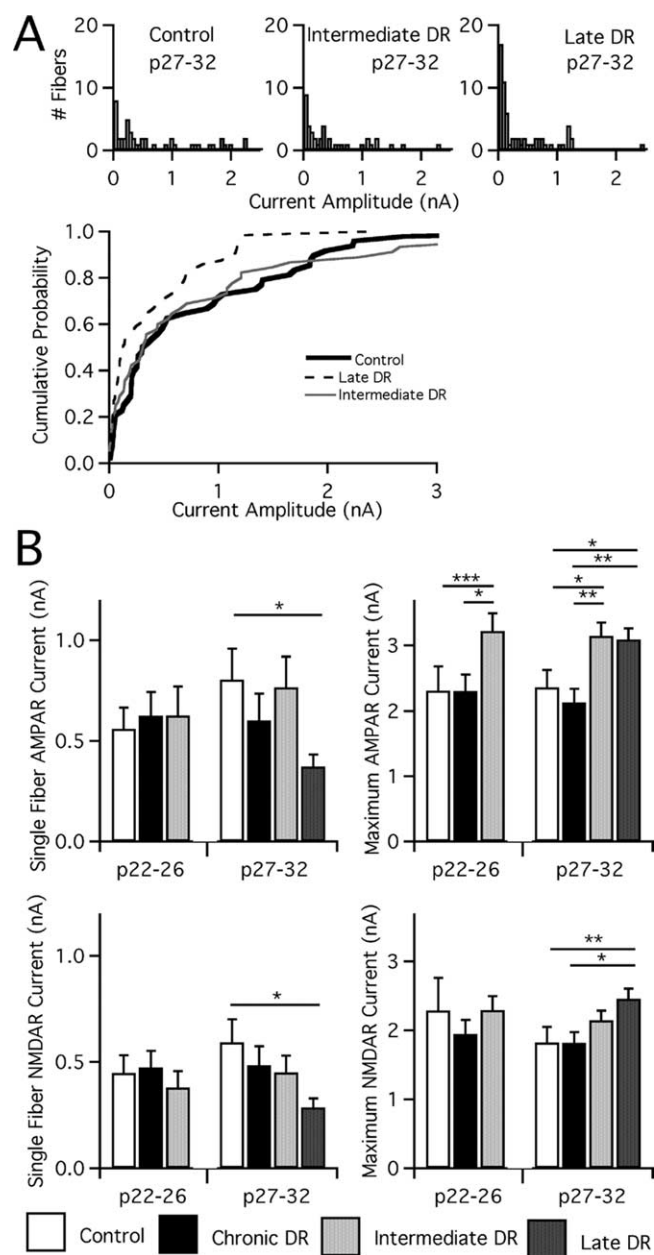 A
Control
p27-32
Intermediate DR
p27-32
Late DR
p27-32
# Fibers
20
10
0
20
10
0
20
10
0
0 1 2
0 1 2
0 1 2
Current Amplitude (nA)
Cumulative Probability
1.0
0.8
0.6
0.4
0.2
0.0
Control
Late DR
Intermediate DR
0 1 2 3
Current Amplitude (nA)
B
Single Fiber AMPAR Current (nA)
1.0
0.5
0.0
*
p22-26 p27-32
Maximum AMPAR Current (nA)
3
2
1
0
***
*
*
**
*
**
p22-26 p27-32
Single Fiber NMDAR Current (nA)
1.0
0.5
0.0
*
p22-26 p27-32
Maximum NMDAR Current (nA)
3
2
1
0
**
*
p22-26 p27-32
Control Chronic DR Intermediate DR Late DR